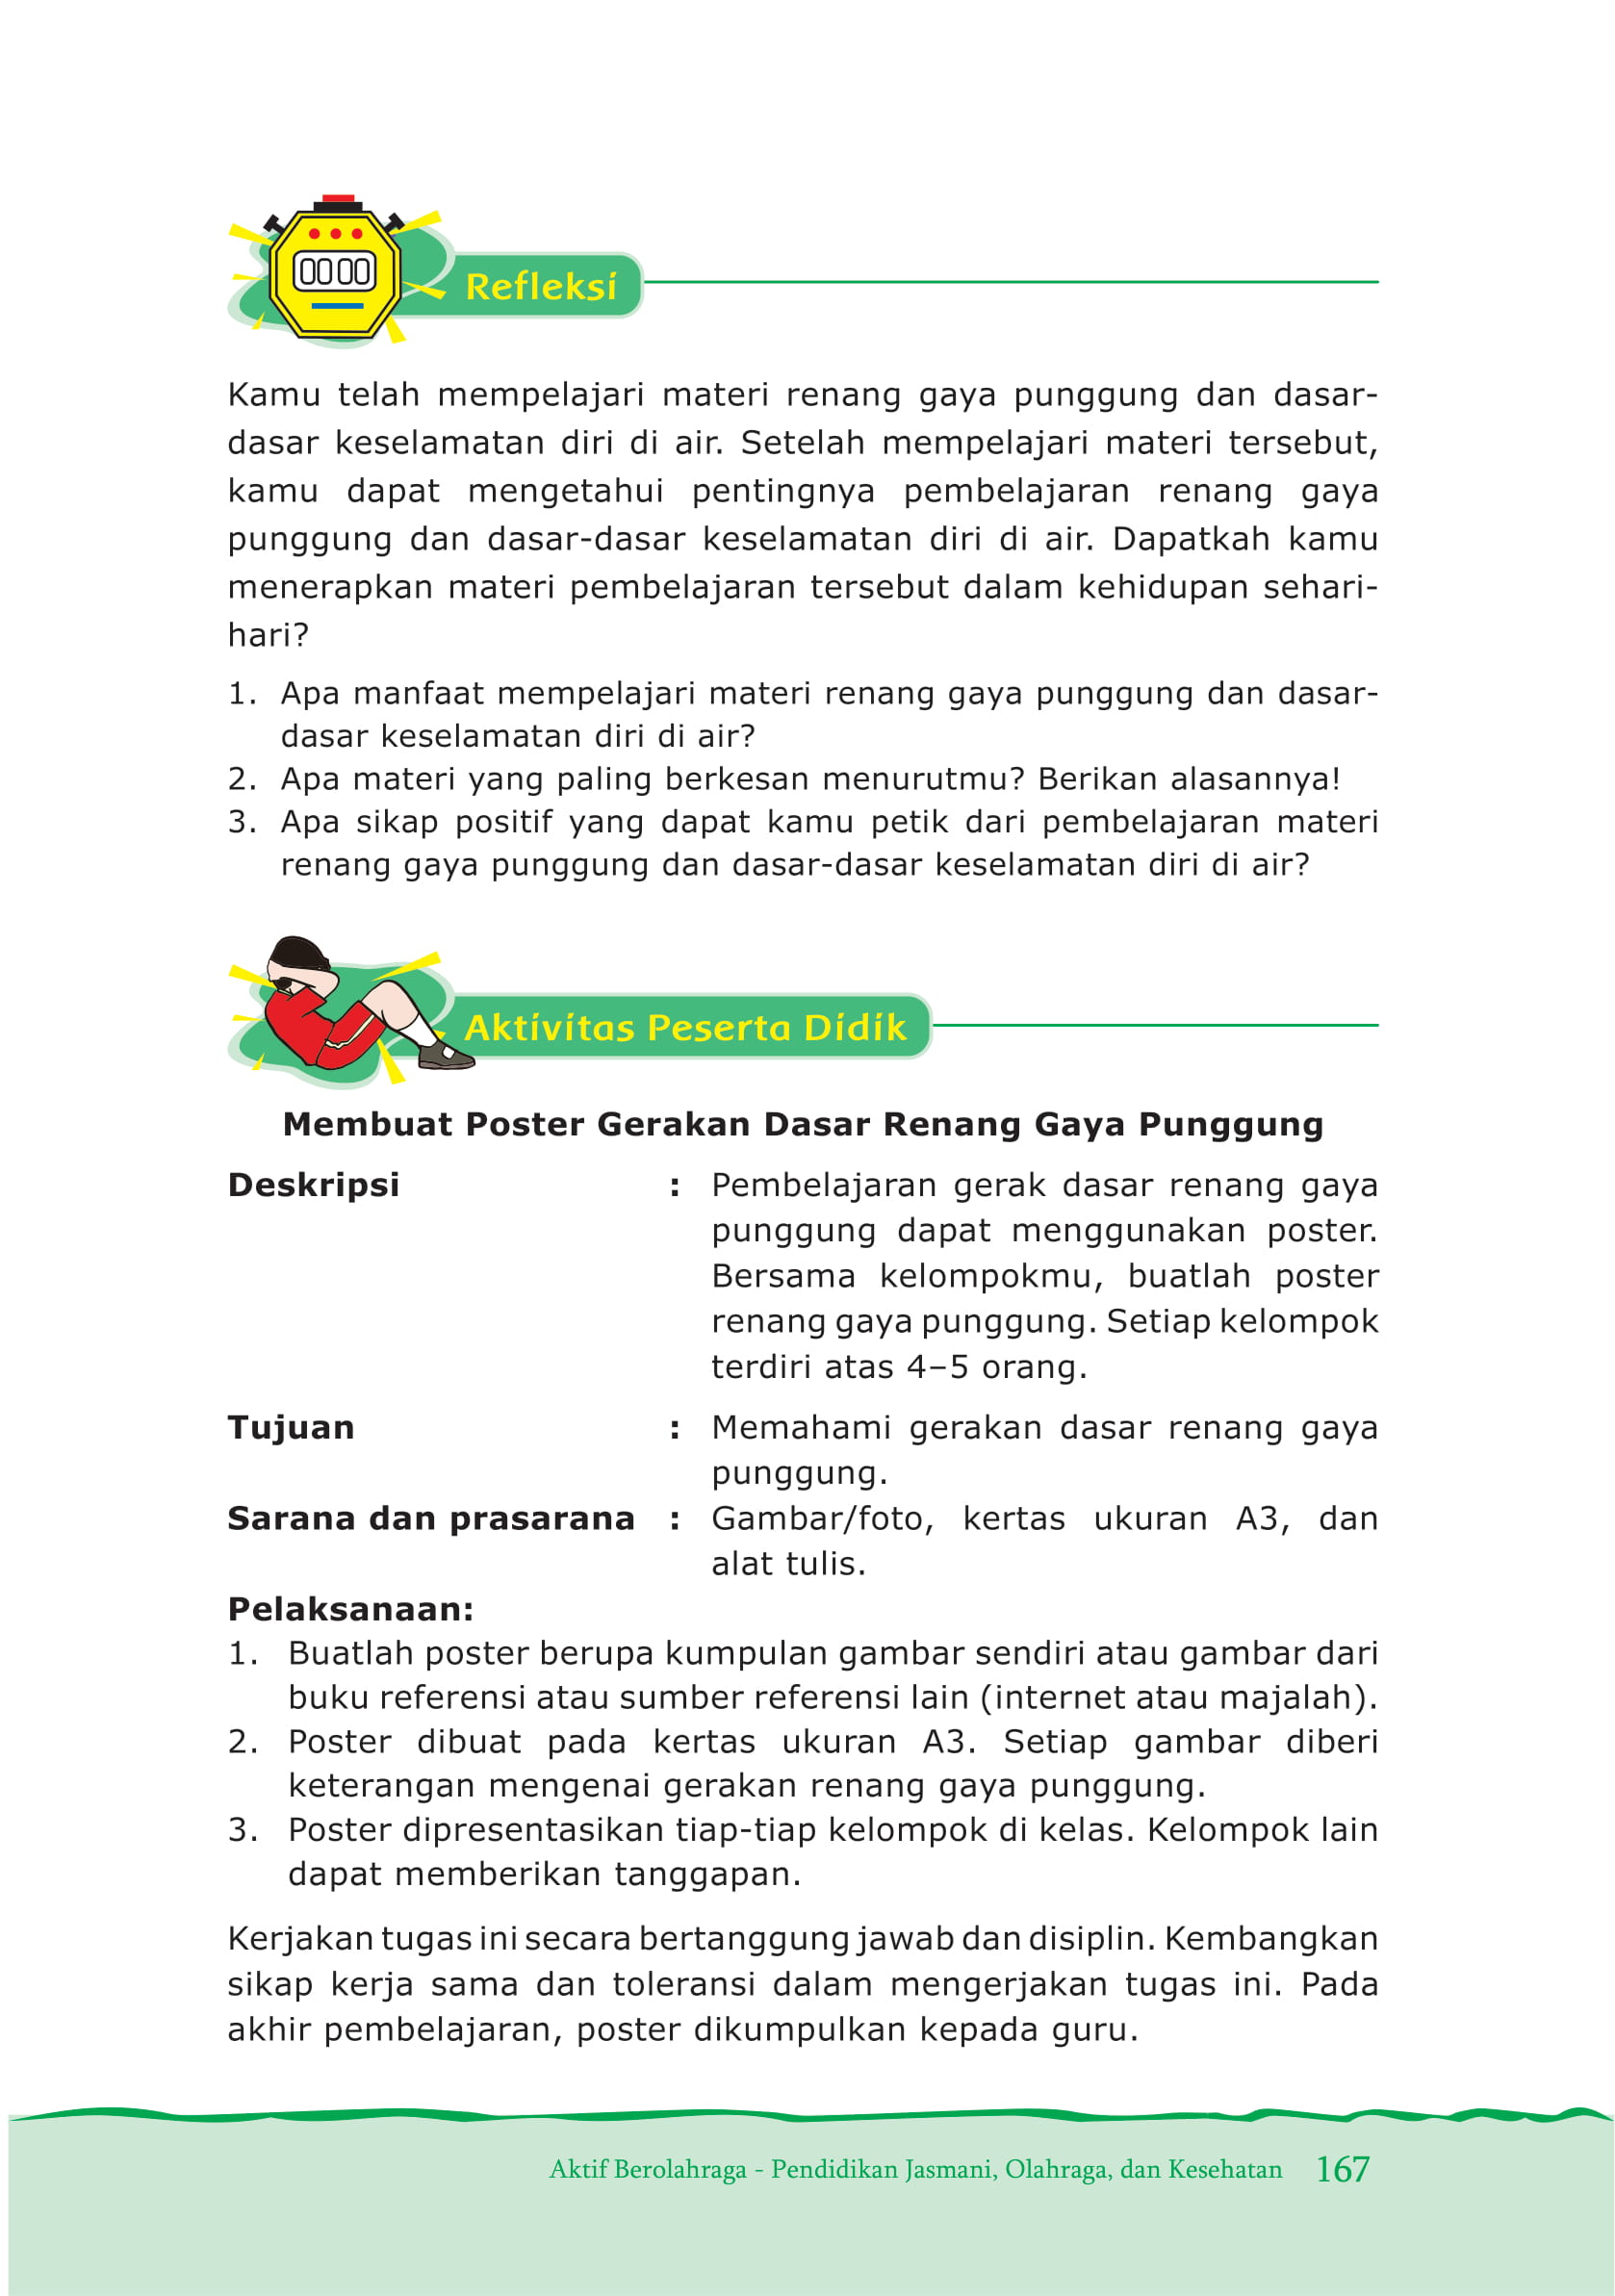 Refleksi
Kamu telah mempelajari materi renang gaya punggung dan dasar-
dasar keselamatan diri di air. Setelah mempelajari materi tersebut,
kamu dapat mengetahui pentingnya pembelajaran renang gaya
punggung dan dasar-dasar keselamatan diri di air. Dapatkah kamu
menerapkan materi pembelajaran tersebut dalam kehidupan sehari-
hari?
1. Apa manfaat mempelajari materi renang gaya punggung dan dasar-
dasar keselamatan diri di air?
2. Apa materi yang paling berkesan menurutmu? Berikan alasannya!
3. Apa sikap positif yang dapat kamu petik dari pembelajaran materi
renang gaya punggung dan dasar-dasar keselamatan diri di air?
Aktivitas Peserta Didik
Membuat Poster Gerakan Dasar Renang Gaya Punggung
Deskripsi : Pembelajaran gerak dasar renang gaya
punggung dapat menggunakan poster.
Bersama kelompokmu, buatlah poster
renang gaya punggung. Setiap kelompok
terdiri atas 4–5 orang.
Tujuan : Memahami gerakan dasar renang gaya
punggung.
Sarana dan prasarana : Gambar/foto, kertas ukuran A3, dan
alat tulis.
Pelaksanaan:
1. Buatlah poster berupa kumpulan gambar sendiri atau gambar dari
buku referensi atau sumber referensi lain (internet atau majalah).
2. Poster dibuat pada kertas ukuran A3. Setiap gambar diberi
keterangan mengenai gerakan renang gaya punggung.
3. Poster dipresentasikan tiap-tiap kelompok di kelas. Kelompok lain
dapat memberikan tanggapan.
Kerjakan tugas ini secara bertanggung jawab dan disiplin. Kembangkan
sikap kerja sama dan toleransi dalam mengerjakan tugas ini. Pada
akhir pembelajaran, poster dikumpulkan kepada guru.
Aktif Berolahraga - Pendidikan Jasmani, Olahraga, dan Kesehatan 167